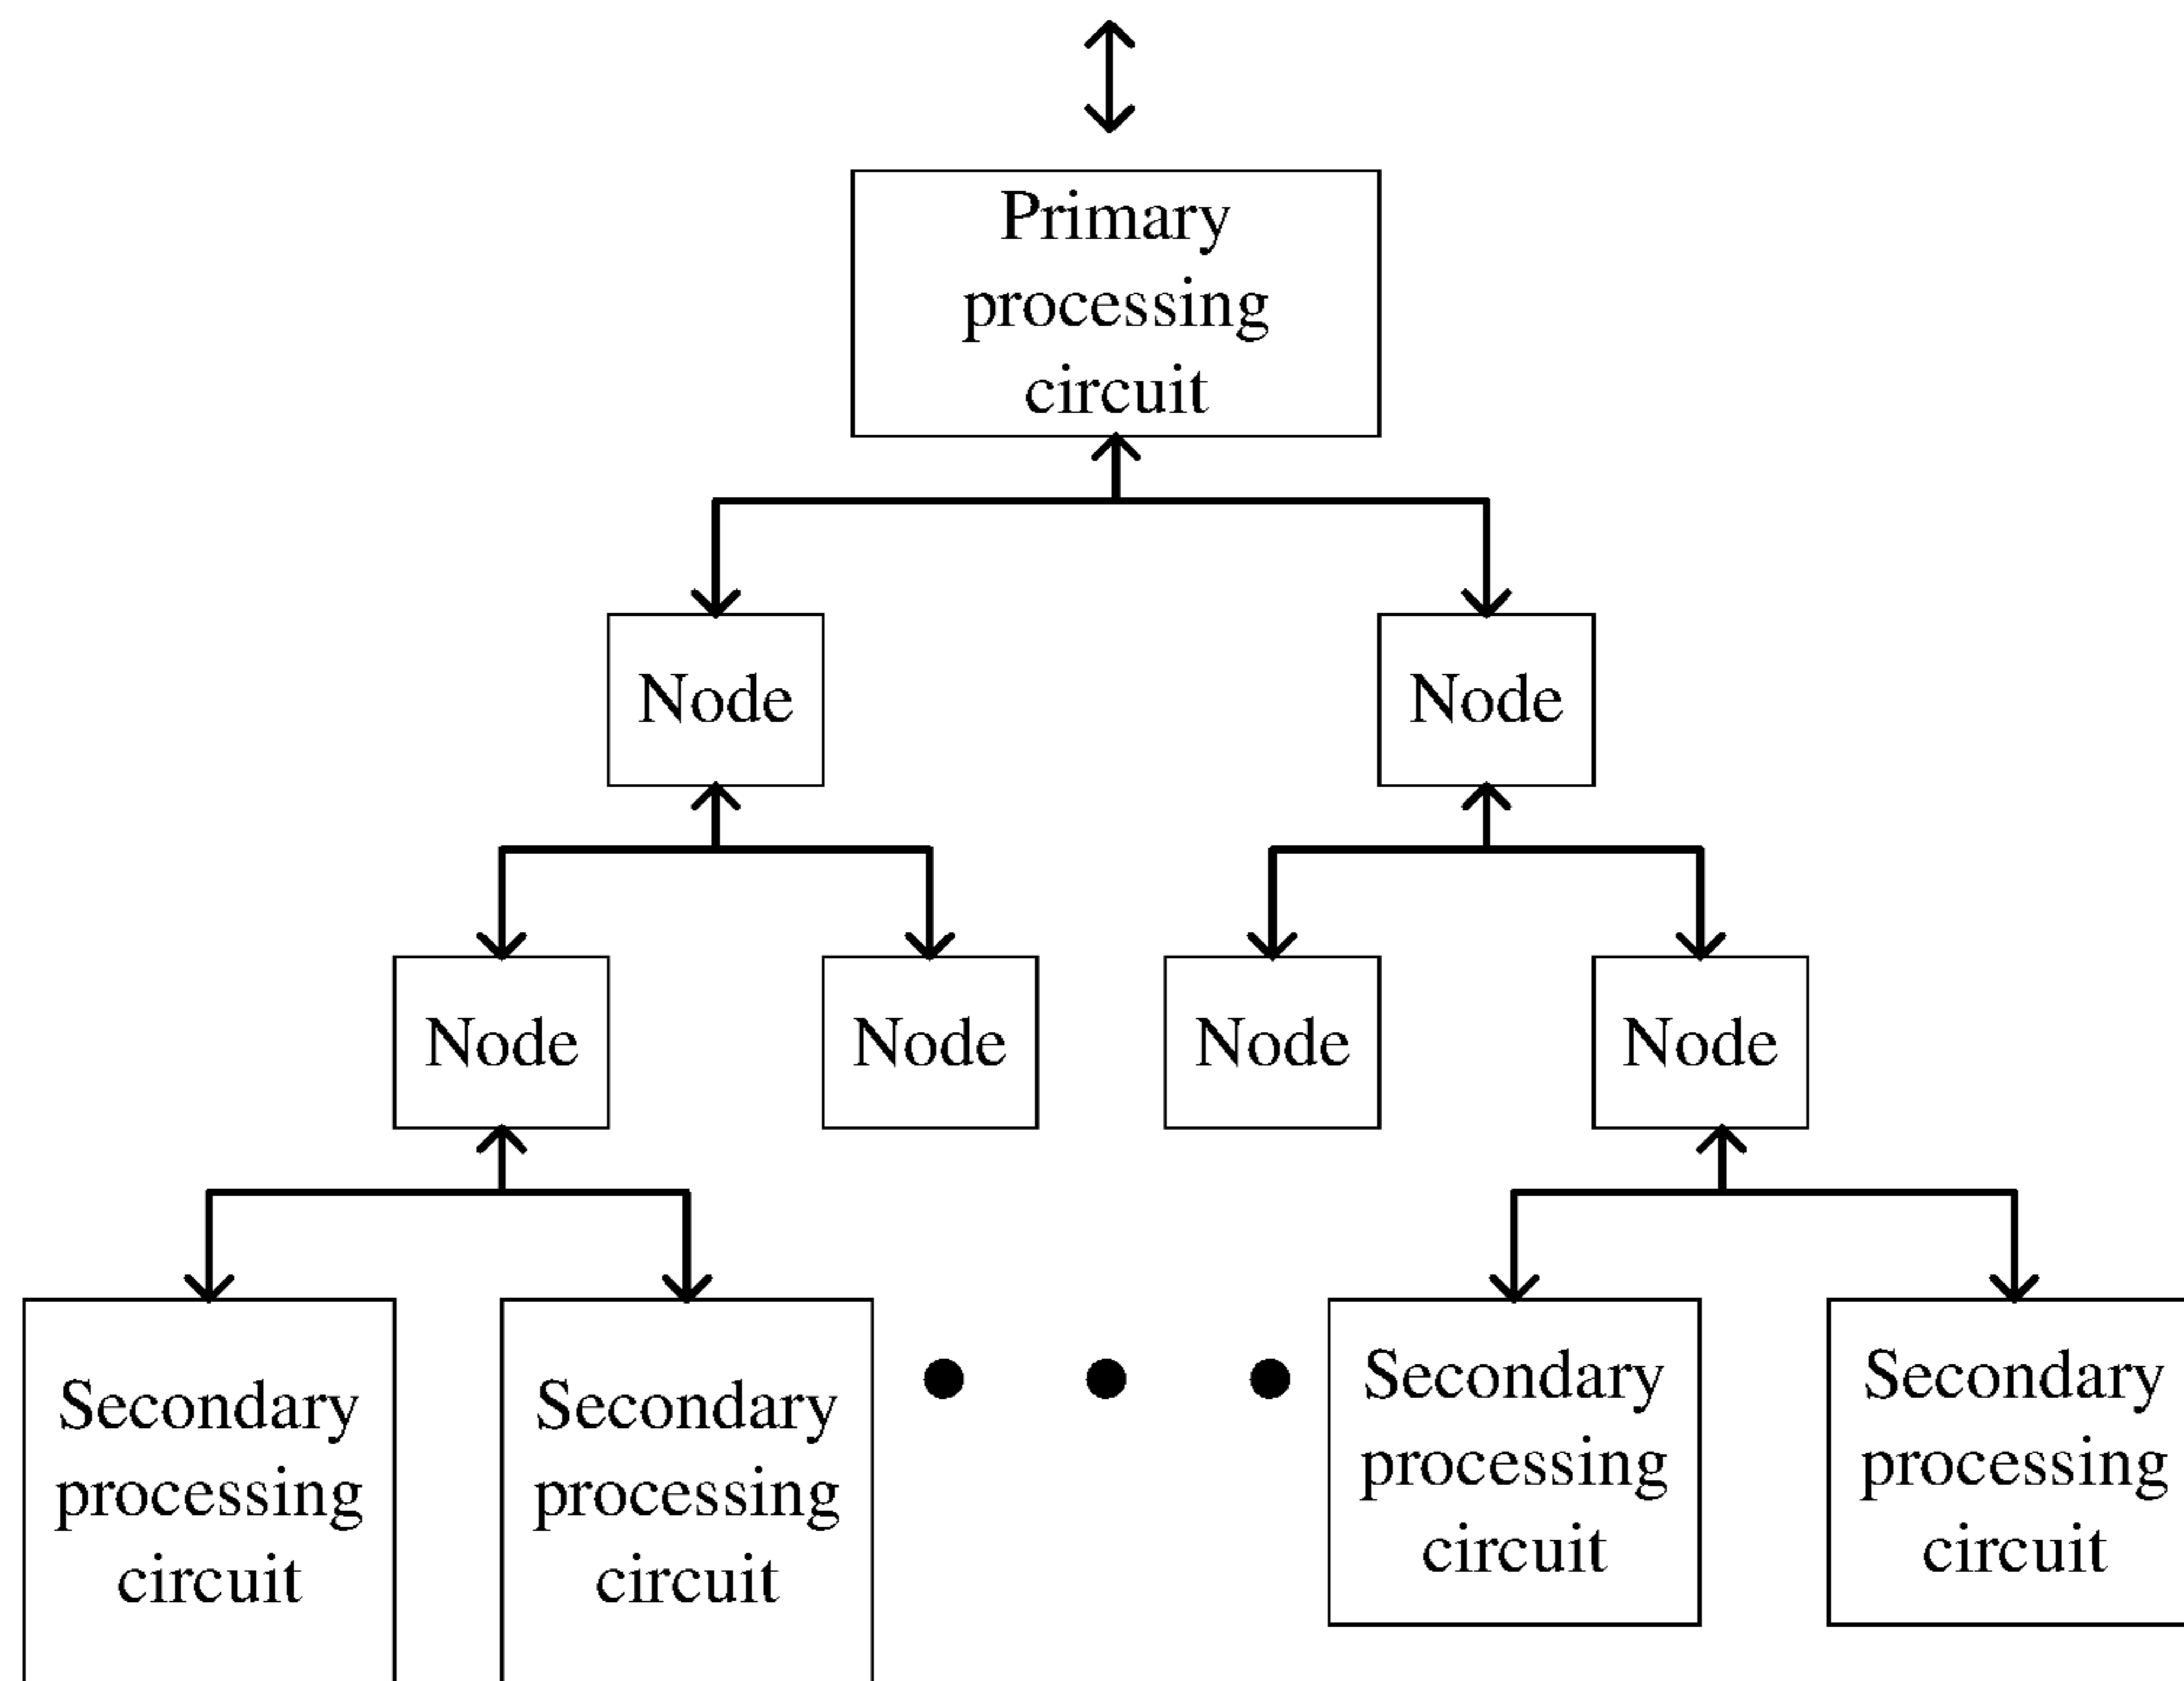 Primary
processing
circuit
Node
Node
Node
Node
Node
Node
Secondary
processing
circuit
Secondary
processing
circuit
Secondary
processing
circuit
Secondary
processing
circuit